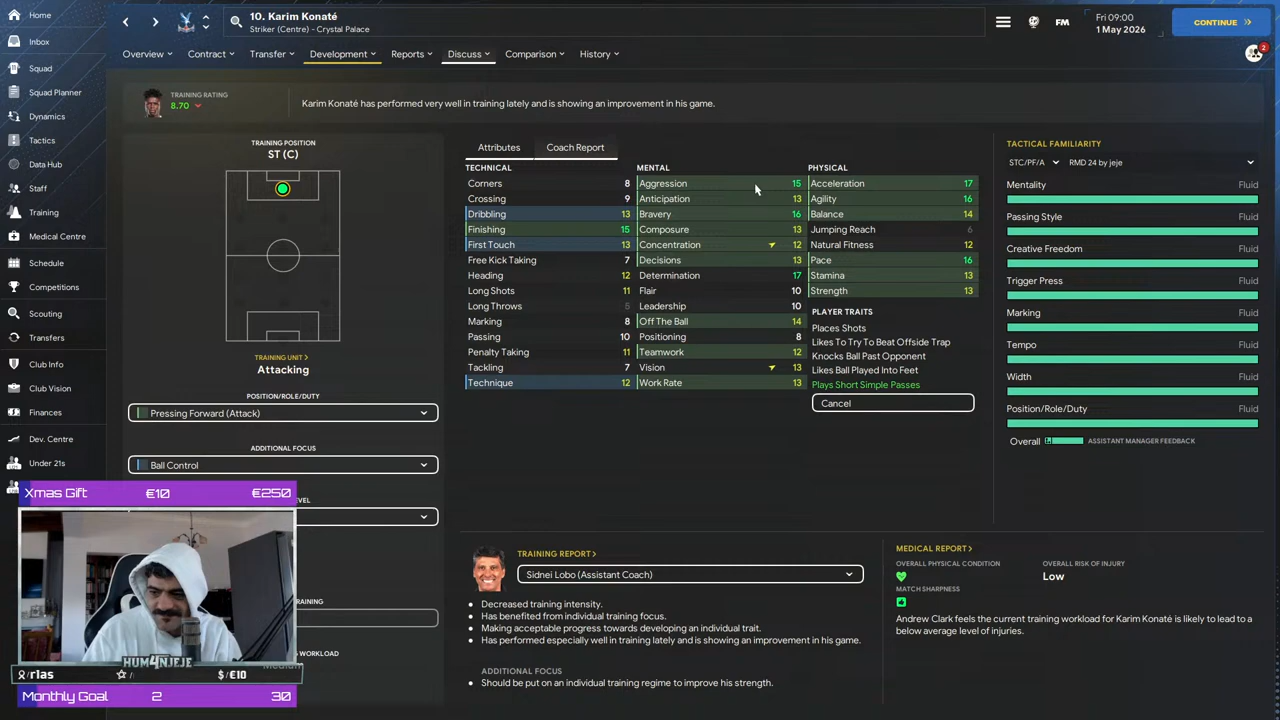 Home
Inbox
Squad
Squad Planner
Dynamics
Tactics
Data Hub
Staff
Training
Medical Centre
Schedule
Competitions
Scouting
Transfers
Club Info
Club Vision
Finances
Dev. Centre
Under 21s
10. Karim Konaté
Striker (Centre) - Crystal Palace
FM
Fri 09:00
1 May 2026
CONTINUE
2
Overview
Contract
Transfer
Development
Reports
Discuss
Comparison
History
TRAINING RATING
8.70
Karim Konaté has performed very well in training lately and is showing an improvement in his game.
TRAINING POSITION
ST (C)
TRAINING UNIT
Attacking
POSITION/ROLE/DUTY
Pressing Forward (Attack)
ADDITIONAL FOCUS
Ball Control
Attributes
Coach Report
TECHNICAL
Corners 8
Crossing 9
Dribbling 13
Finishing 15
First Touch 13
Free Kick Taking 7
Heading 12
Long Shots 11
Long Throws 5
Marking 8
Passing 10
Penalty Taking 11
Tackling 7
Technique 12
MENTAL
Aggression 15
Anticipation 13
Bravery 16
Composure 13
Concentration 12
Decisions 13
Determination 17
Flair 10
Leadership 10
Off The Ball 14
Positioning 8
Teamwork 12
Vision 13
Work Rate 13
PHYSICAL
Acceleration 17
Agility 16
Balance 14
Jumping Reach 6
Natural Fitness 12
Pace 16
Stamina 13
Strength 13
PLAYER TRAITS
Places Shots
Likes To Try To Beat Offside Trap
Knocks Ball Past Opponent
Likes Ball Played Into Feet
Plays Short Simple Passes
Cancel
TACTICAL FAMILIARITY
STC/PF/A
RMD 24 by jeje
Mentality Fluid
Passing Style Fluid
Creative Freedom Fluid
Trigger Press Fluid
Marking Fluid
Tempo Fluid
Width Fluid
Position/Role/Duty Fluid
Overall
ASSISTANT MANAGER FEEDBACK
TRAINING REPORT
Sidnei Lobo (Assistant Coach)
Decreased training intensity.
Has benefited from individual training focus.
Making acceptable progress towards developing an individual trait.
Has performed especially well in training lately and is showing an improvement in his game.
ADDITIONAL FOCUS
Should be put on an individual training regime to improve his strength.
MEDICAL REPORT
OVERALL PHYSICAL CONDITION
OVERALL RISK OF INJURY
Low
MATCH SHARPNESS
Andrew Clark feels the current training workload for Karim Konaté is likely to lead to a
below average level of injuries.
Xmas Gift €10 €250
HUM4NJEJE
/rlas
$/€10
Monthly Goal 2 30